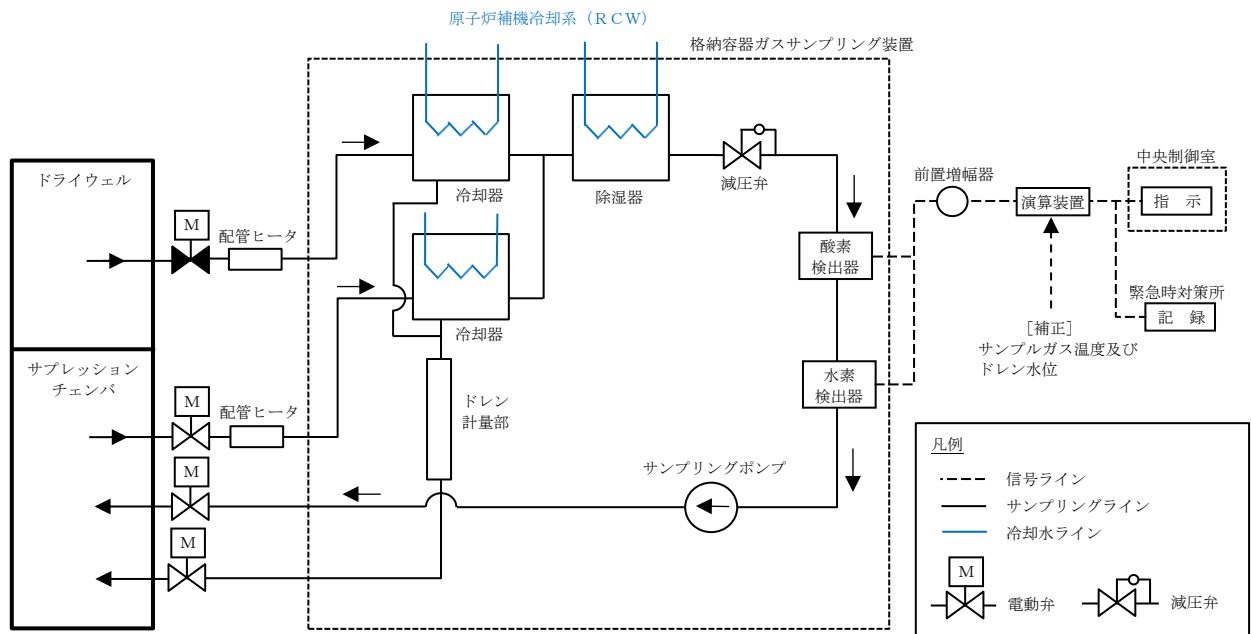 原子炉補機冷却系（ＲＣＷ）
格納容器ガスサンプリング装置
ドライウェル
M
配管ヒータ
冷却器
除湿器
減圧弁
冷却器
酸素
検出器
水素
検出器
前置増幅器
演算装置
中央制御室
指　示
緊急時対策所
記　録
［補正］
サンプルガス温度及び
ドレン水位
サプレッション
チェンバ
M
配管ヒータ
ドレン
計量部
M
サンプリングポンプ
M
凡例
信号ライン
サンプリングライン
冷却水ライン
M
電動弁
減圧弁